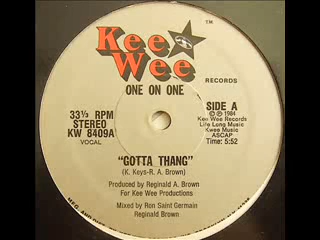 Kee
Wee
TM
RECORDS
ONE ON ONE
33⅓ RPM
STEREO
KW 8409A
VOCAL
SIDE A
℗ © 1984
Kee Wee Records
Life Long Music
Kwee Music
ASCAP
Time: 5:52
"GOTTA THANG"
(K. Keys-R. A. Brown)
Produced by Reginald A. Brown
For Kee Wee Productions
Mixed by Ron Saint Germain
Reginald Brown